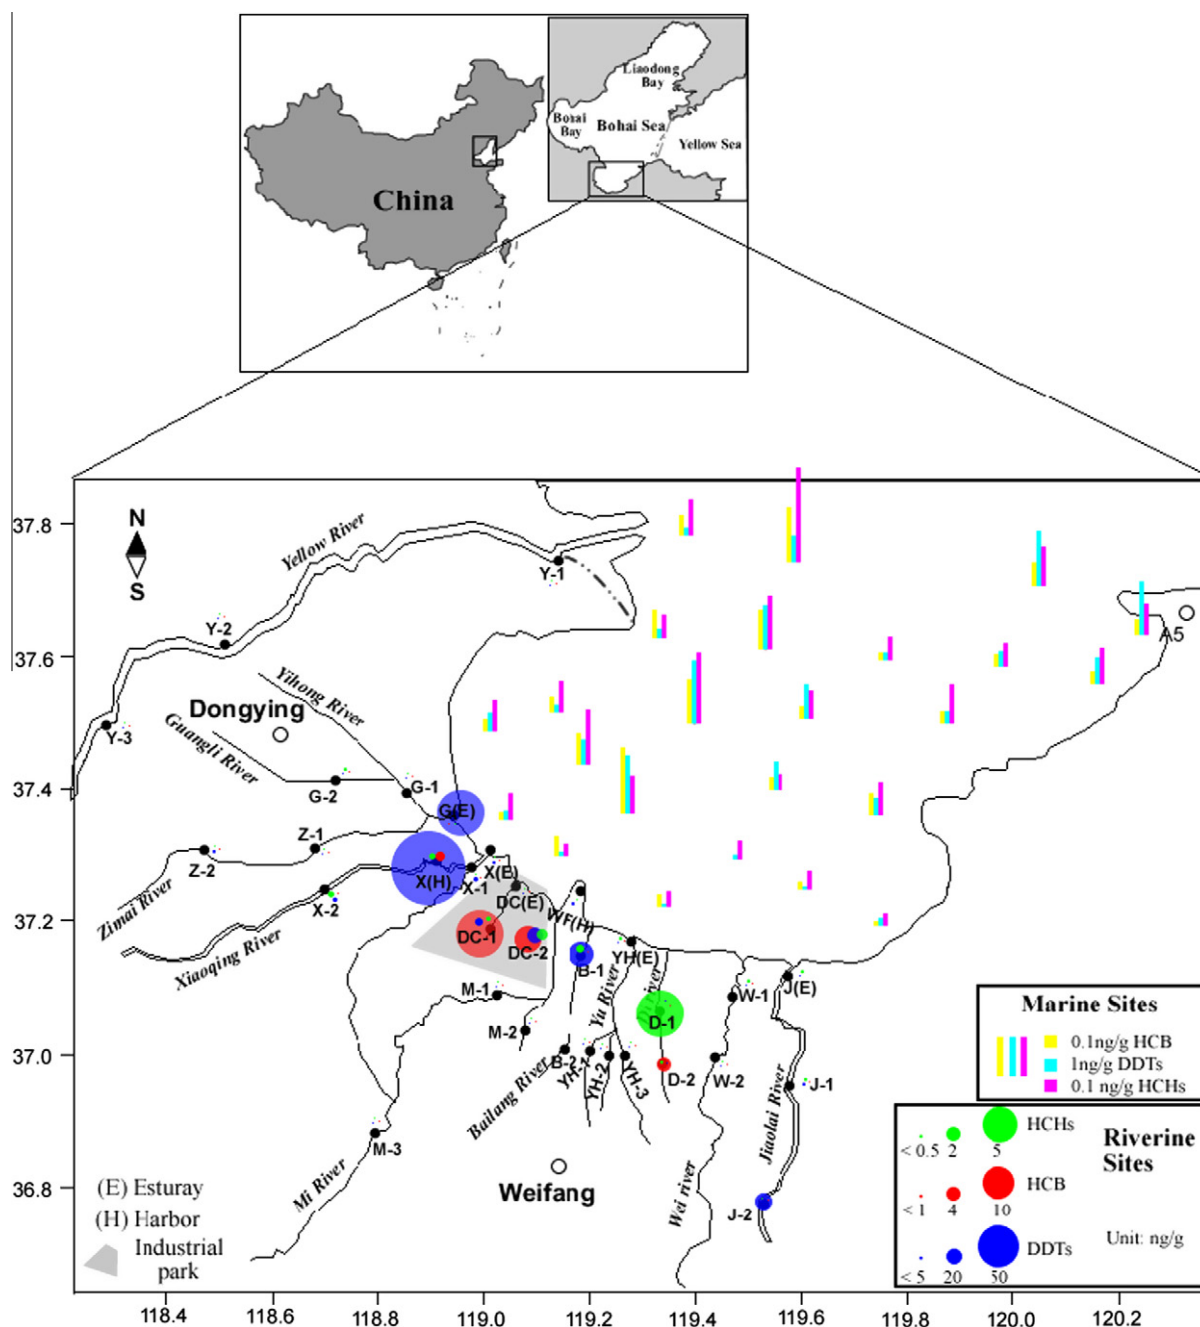 Liaodong
Bay
Bohai
Bay
Bohai Sea
Yellow Sea
China
N
S
37.8
37.6
37.4
37.2
37.0
36.8
Yellow River
Y-1
Y-2
Y-3
A5
Yihong River
Dongying
Guangli River
G-2
G-1
G(E)
Z-1
Z-2
X(H)
X-1
X(E)
X-2
Zimai River
Xiaoqing River
DC(E)
DC-1
DC-2
WF(H)
B-1
YH(E)
M-1
M-2
Yu River
D-1
W-1
J(E)
B-2
YH-1
YH-2
YH-3
D-2
W-2
J-1
Bailang River
M-3
Mi River
Weifang
Wei river
Jiaolai River
J-2
(E) Esturay
(H) Harbor
Industrial
park
Marine Sites
0.1ng/g HCB
1ng/g DDTs
0.1 ng/g HCHs
HCHs
< 0.5 2 5
Riverine
Sites
HCB
< 1 4 10
DDTs
Unit: ng/g
< 5 20 50
118.4 118.6 118.8 119.0 119.2 119.4 119.6 119.8 120.0 120.2